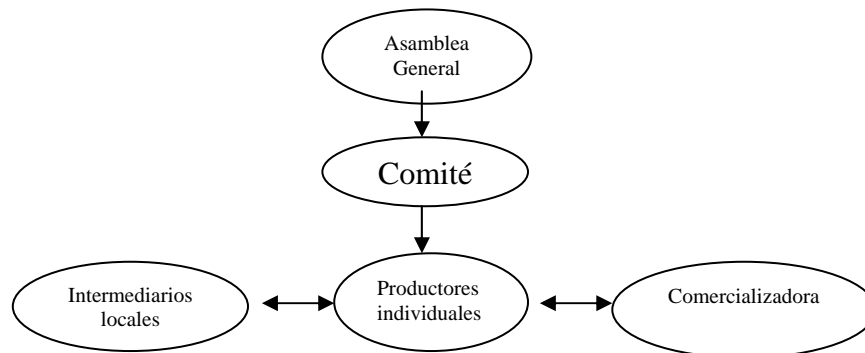 Asamblea
General
Comité
Intermediarios
locales
Productores
individuales
Comercializadora